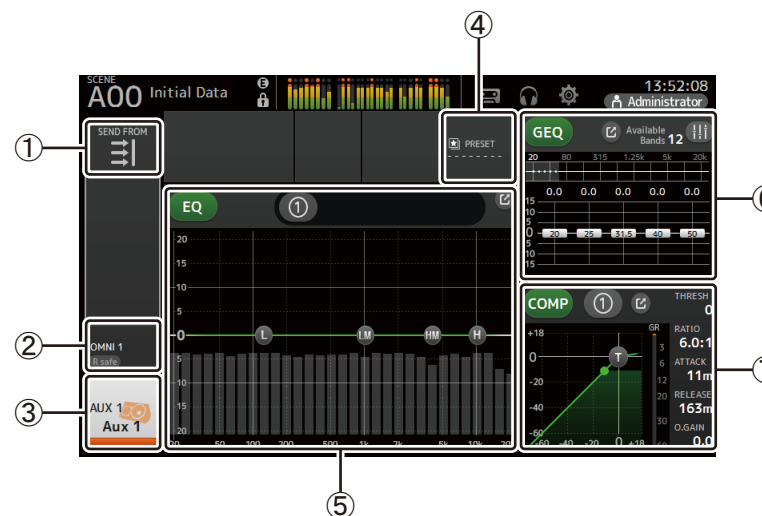 ④
SCENE
A00 Initial Data E
13:52:08
Administrator
①
SEND FROM
PRESET
GEQ Available Bands 12
20 80 315 1.25k 5k 20k
0.0 0.0 0.0 0.0 0.0
15
10
5
0 20 25 31.5 40 50
5
10
15
EQ ①
20
15
10
5
0 L LM HM H
5
10
15
20
20 50 100 200 500 1k 2k 5k 10k 20
②
OMNI 1
R safe
③
AUX 1
Aux 1
COMP ①
THRESH
0
RATIO
6.0:1
ATTACK
11m
RELEASE
163m
O.GAIN
0.0
GR
+18
0 T
-20
-40
-60
-60 -40 -20 0 +18
3
6
12
20
30
60
⑤